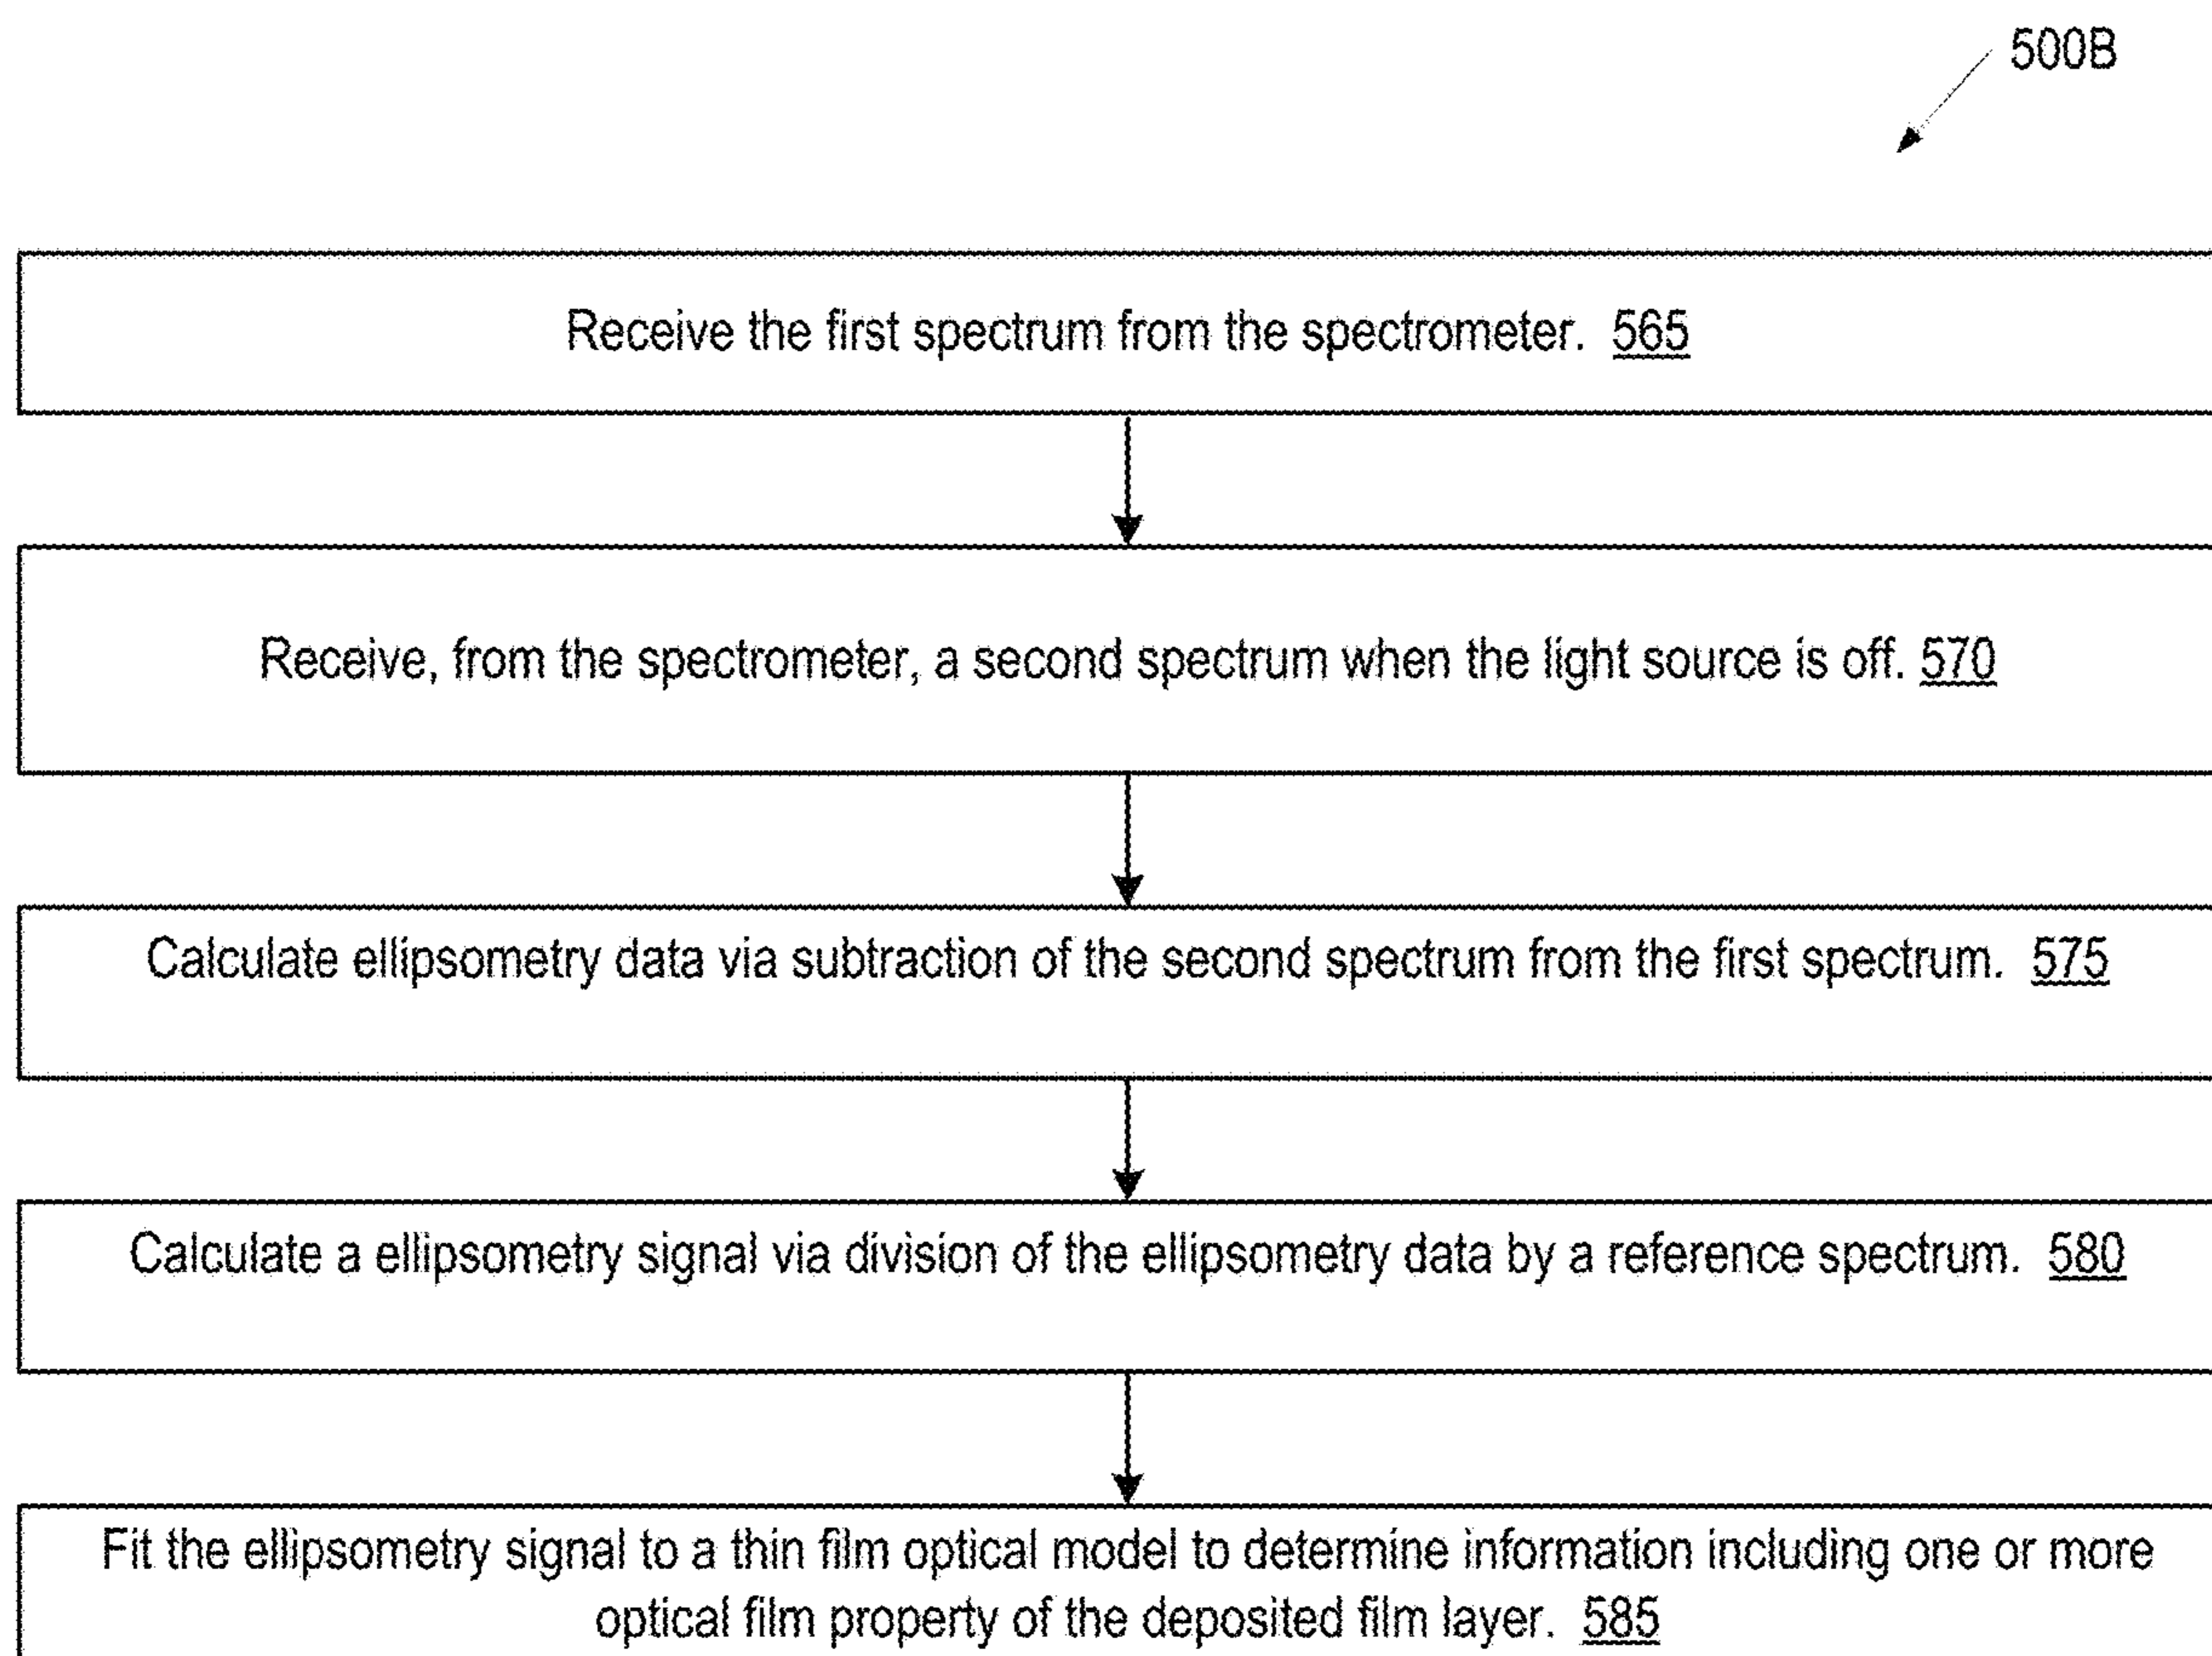 500B
Receive the first spectrum from the spectrometer. 565
Receive, from the spectrometer, a second spectrum when the light source is off. 570
Calculate ellipsometry data via subtraction of the second spectrum from the first spectrum. 575
Calculate a ellipsometry signal via division of the ellipsometry data by a reference spectrum. 580
Fit the ellipsometry signal to a thin film optical model to determine information including one or more
optical film property of the deposited film layer. 585